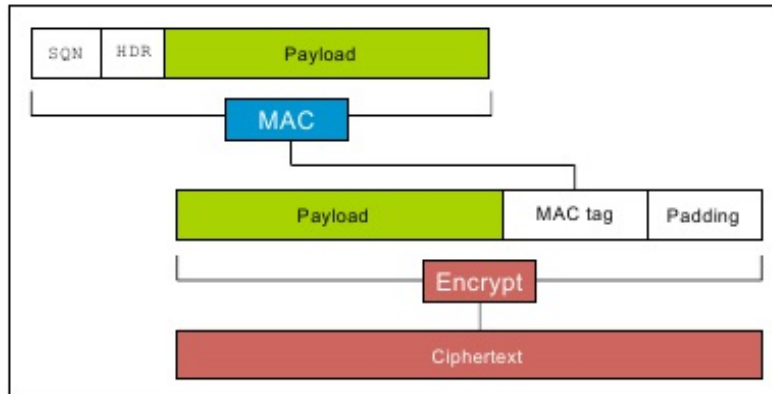 SQN HDR Payload
MAC
Payload MAC tag Padding
Encrypt
Ciphertext